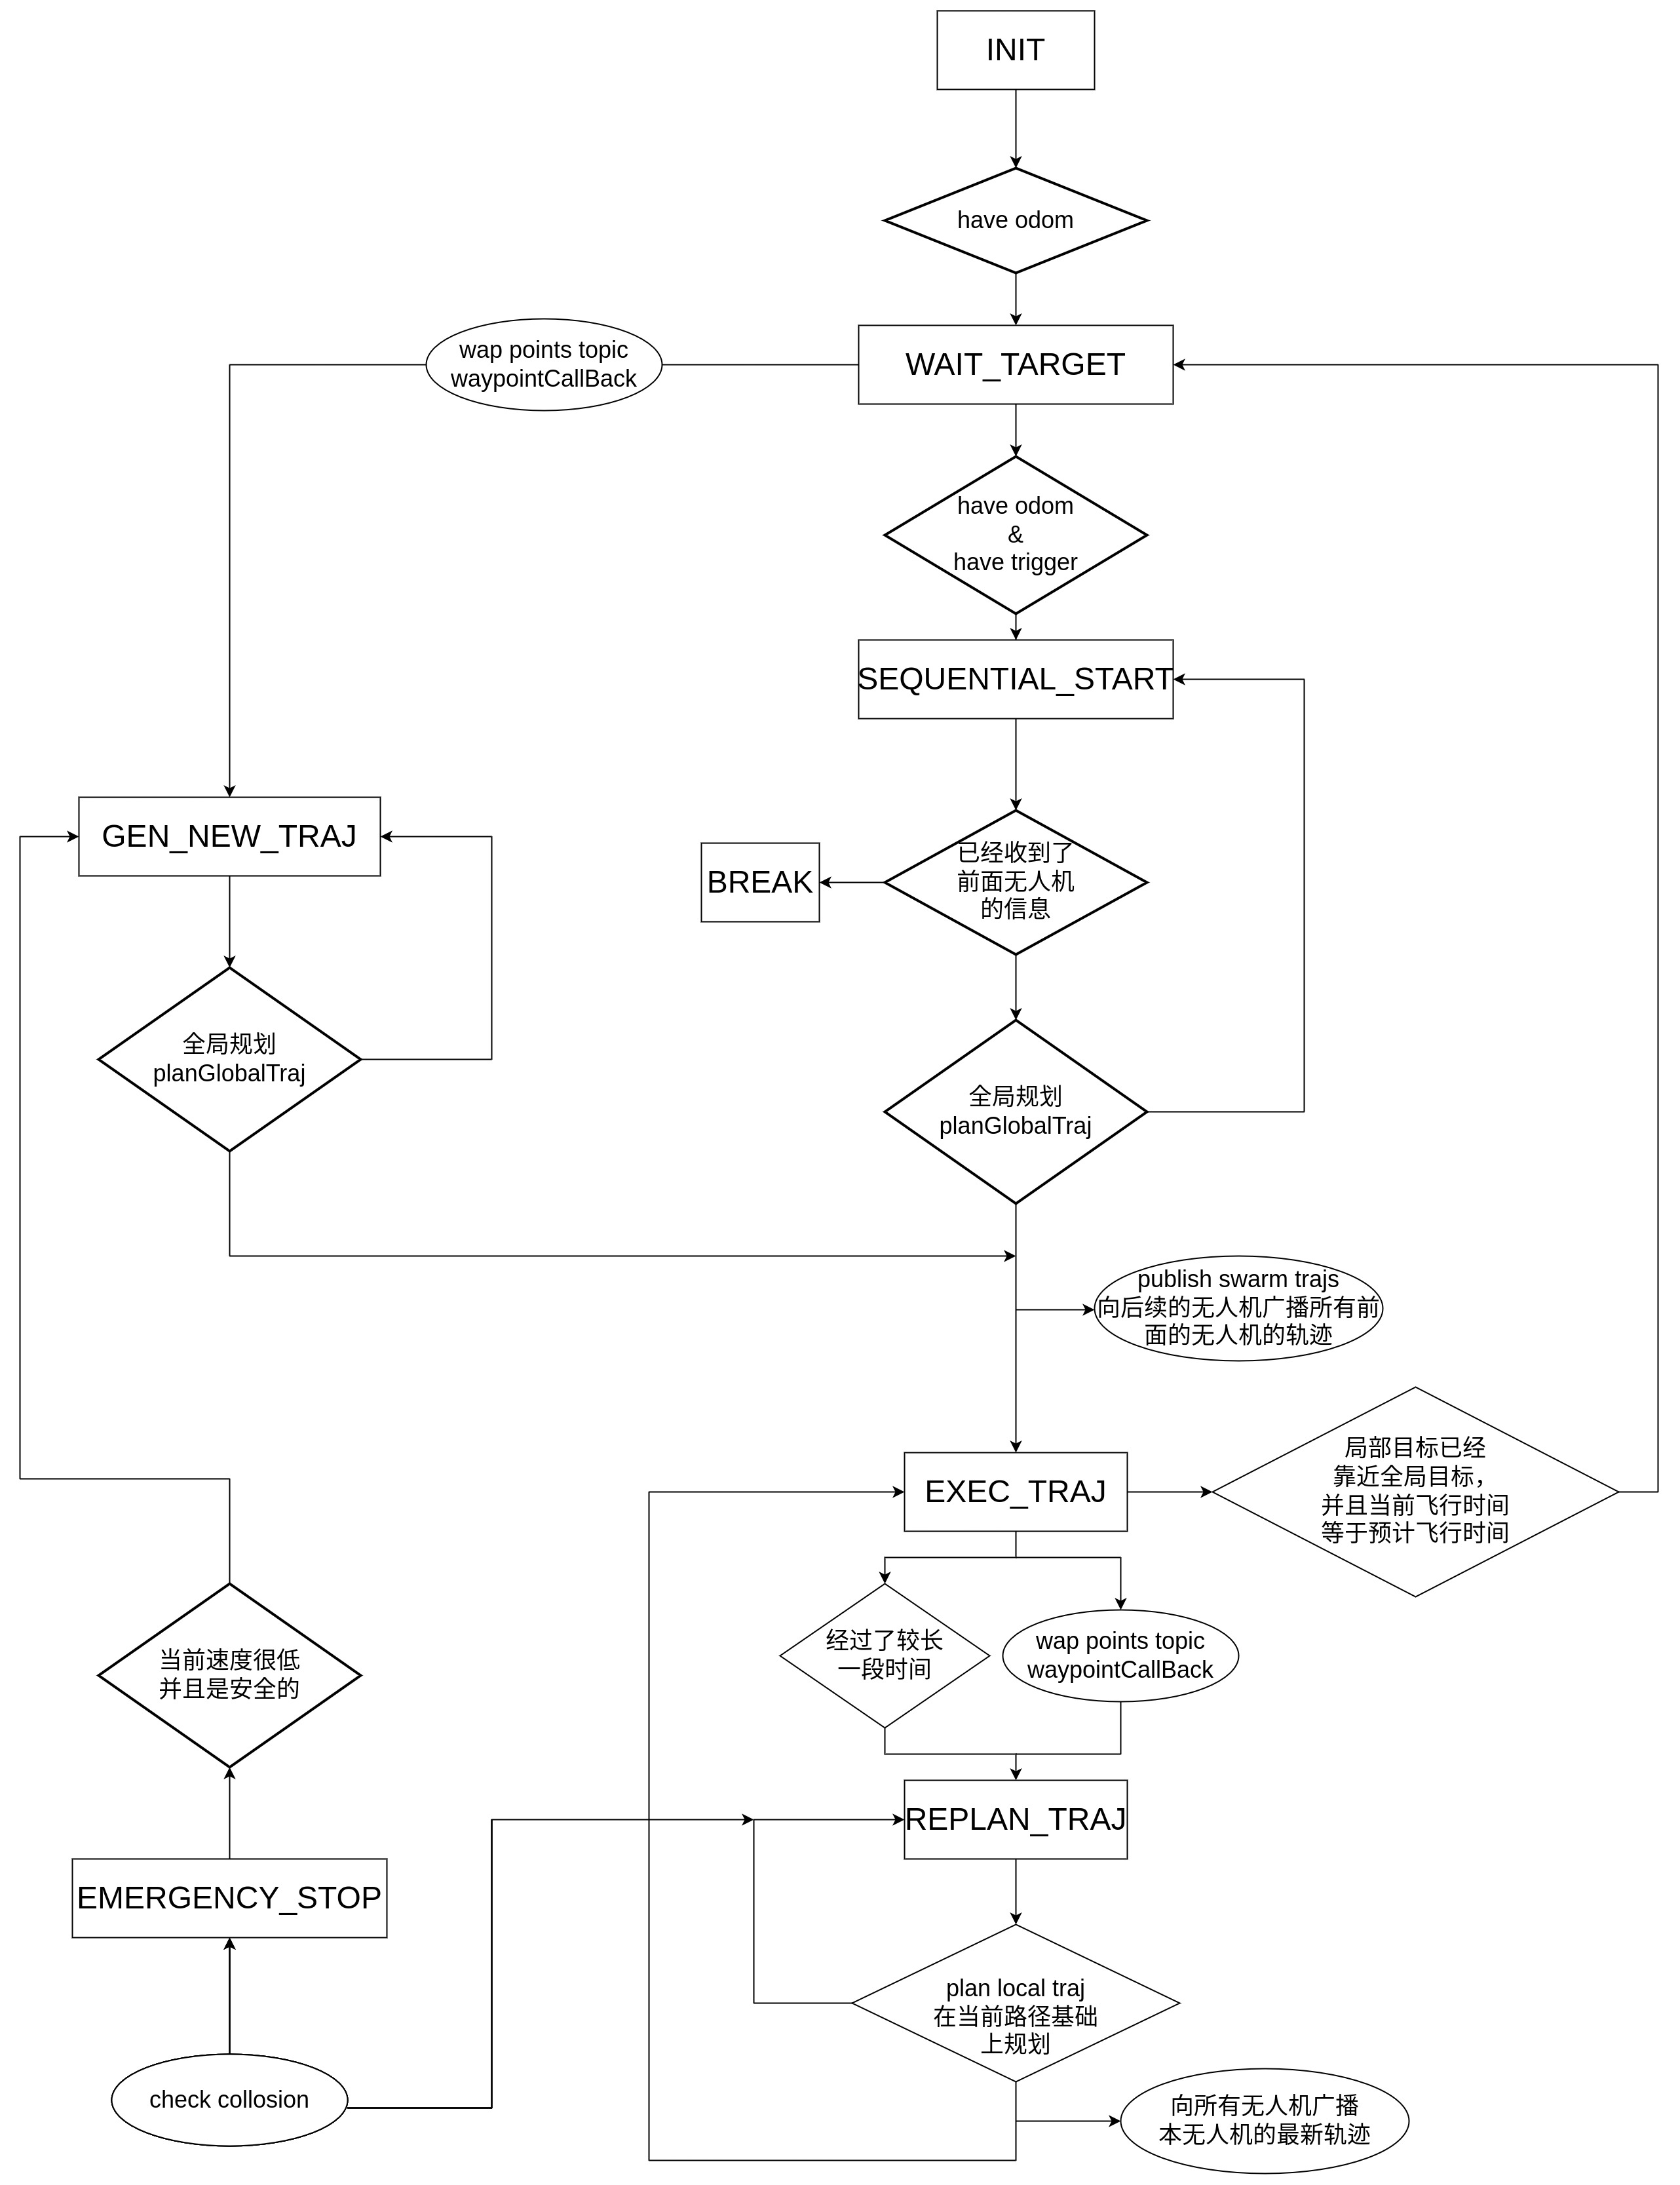 INIT
have odom
wap points topic
waypointCallBack
WAIT_TARGET
have odom
&
have trigger
SEQUENTIAL_START
GEN_NEW_TRAJ
BREAK
已经收到了
前面无人机
的信息
全局规划
planGlobalTraj
全局规划
planGlobalTraj
publish swarm trajs
向后续的无人机广播所有前
面的无人机的轨迹
EXEC_TRAJ
局部目标已经
靠近全局目标，
并且当前飞行时间
等于预计飞行时间
当前速度很低
并且是安全的
经过了较长
一段时间
wap points topic
waypointCallBack
REPLAN_TRAJ
EMERGENCY_STOP
plan local traj
在当前路径基础
上规划
check collosion
向所有无人机广播
本无人机的最新轨迹